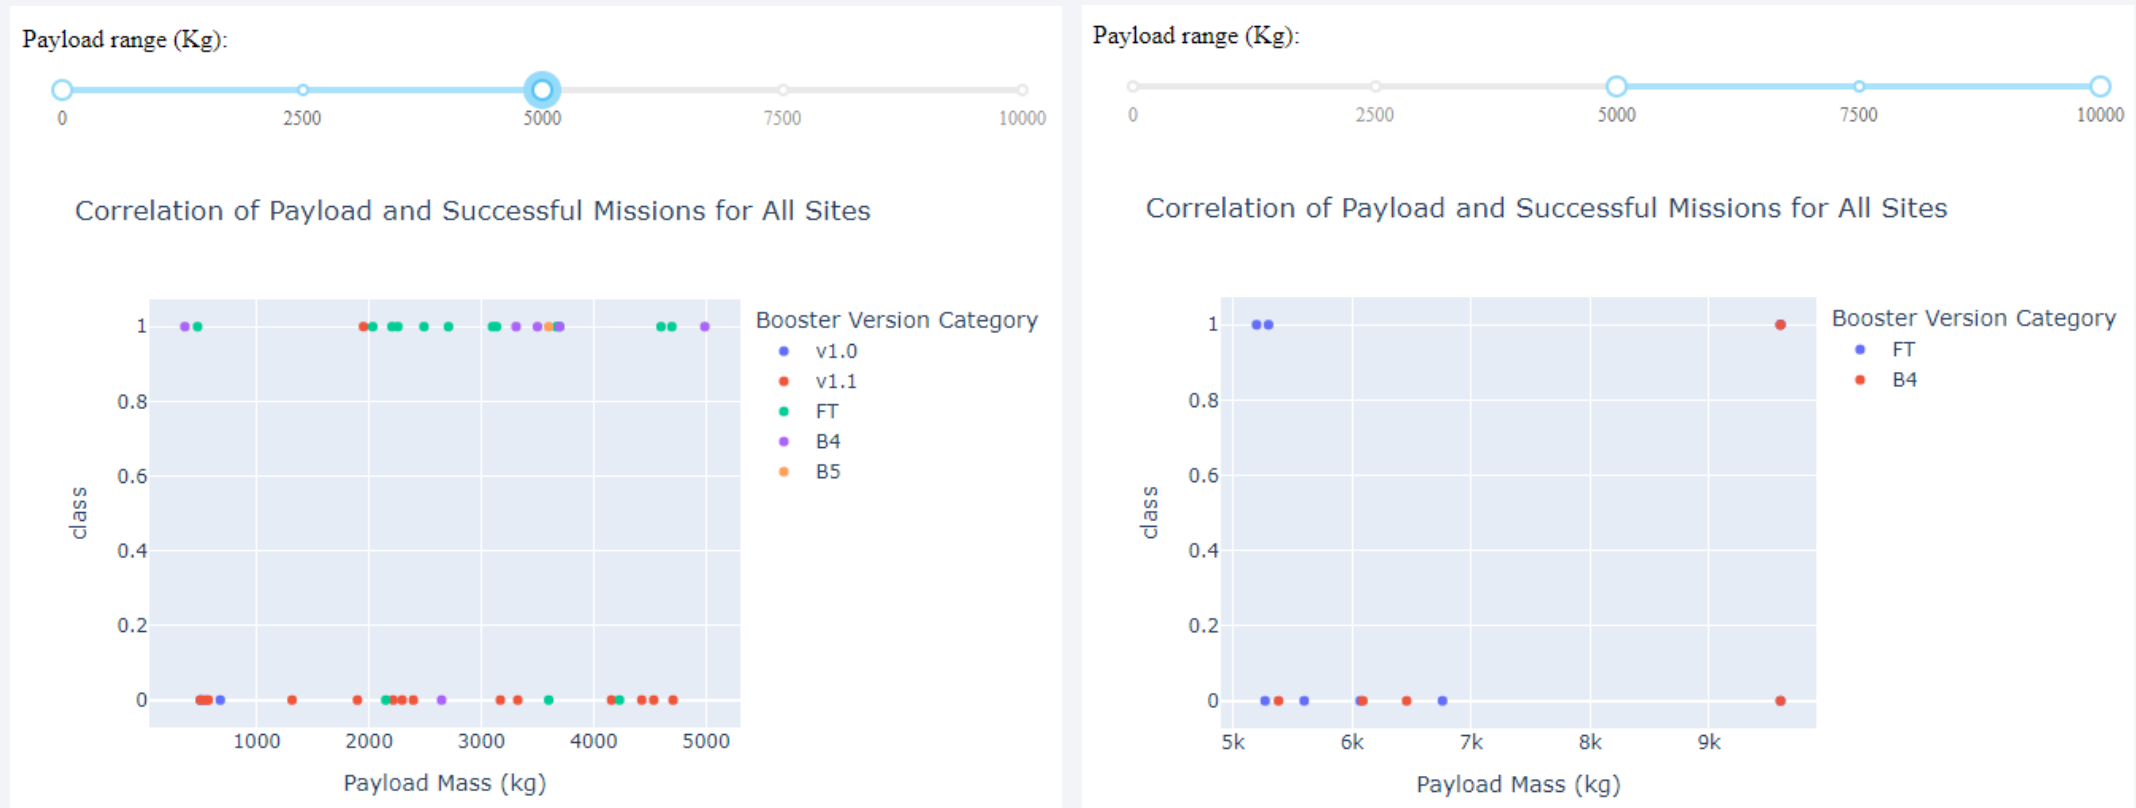 Payload range (Kg):
0 2500 5000 7500 10000
Correlation of Payload and Successful Missions for All Sites
Booster Version Category
v1.0
v1.1
FT
B4
B5
1
0.8
0.6
0.4
0.2
0
class
1000 2000 3000 4000 5000
Payload Mass (kg)
Payload range (Kg):
0 2500 5000 7500 10000
Correlation of Payload and Successful Missions for All Sites
Booster Version Category
FT
B4
1
0.8
0.6
0.4
0.2
0
class
5k 6k 7k 8k 9k
Payload Mass (kg)